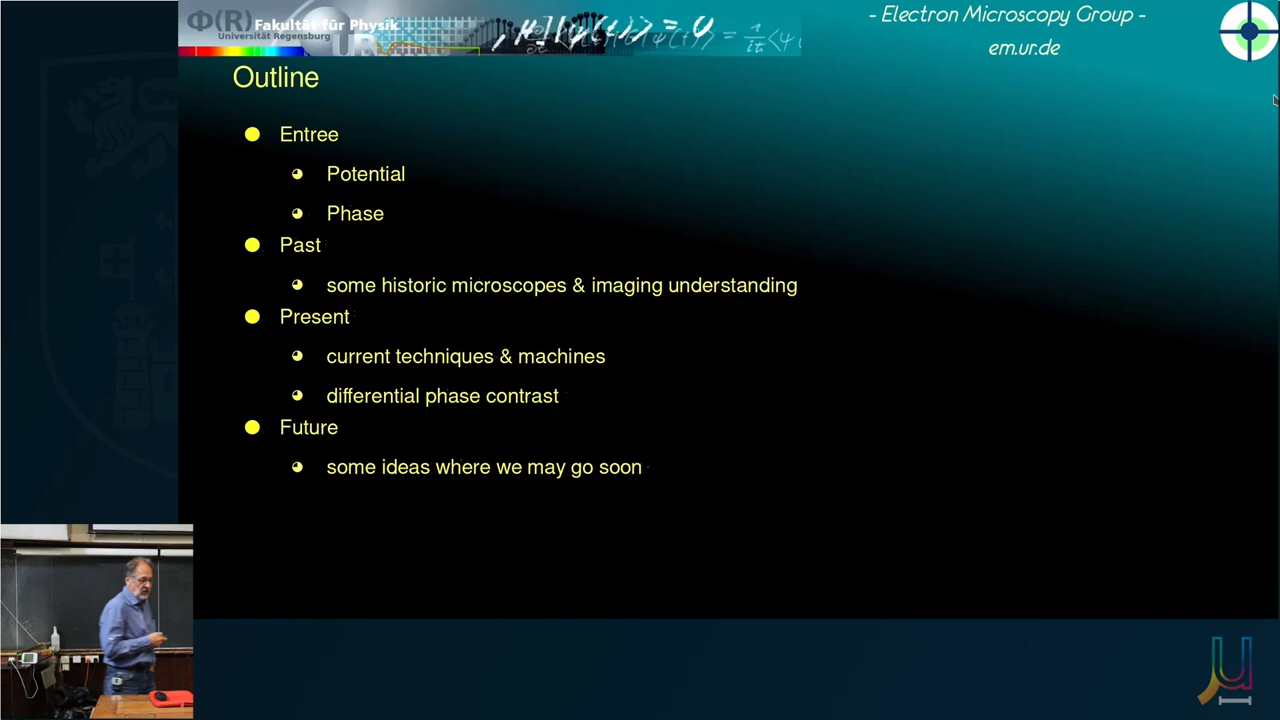 Φ(R)
Fakultät für Physik
Universität Regensburg
UR
- Electron Microscopy Group -
em.ur.de
Outline
Entree
Potential
Phase
Past
some historic microscopes & imaging understanding
Present
current techniques & machines
differential phase contrast
Future
some ideas where we may go soon
μ